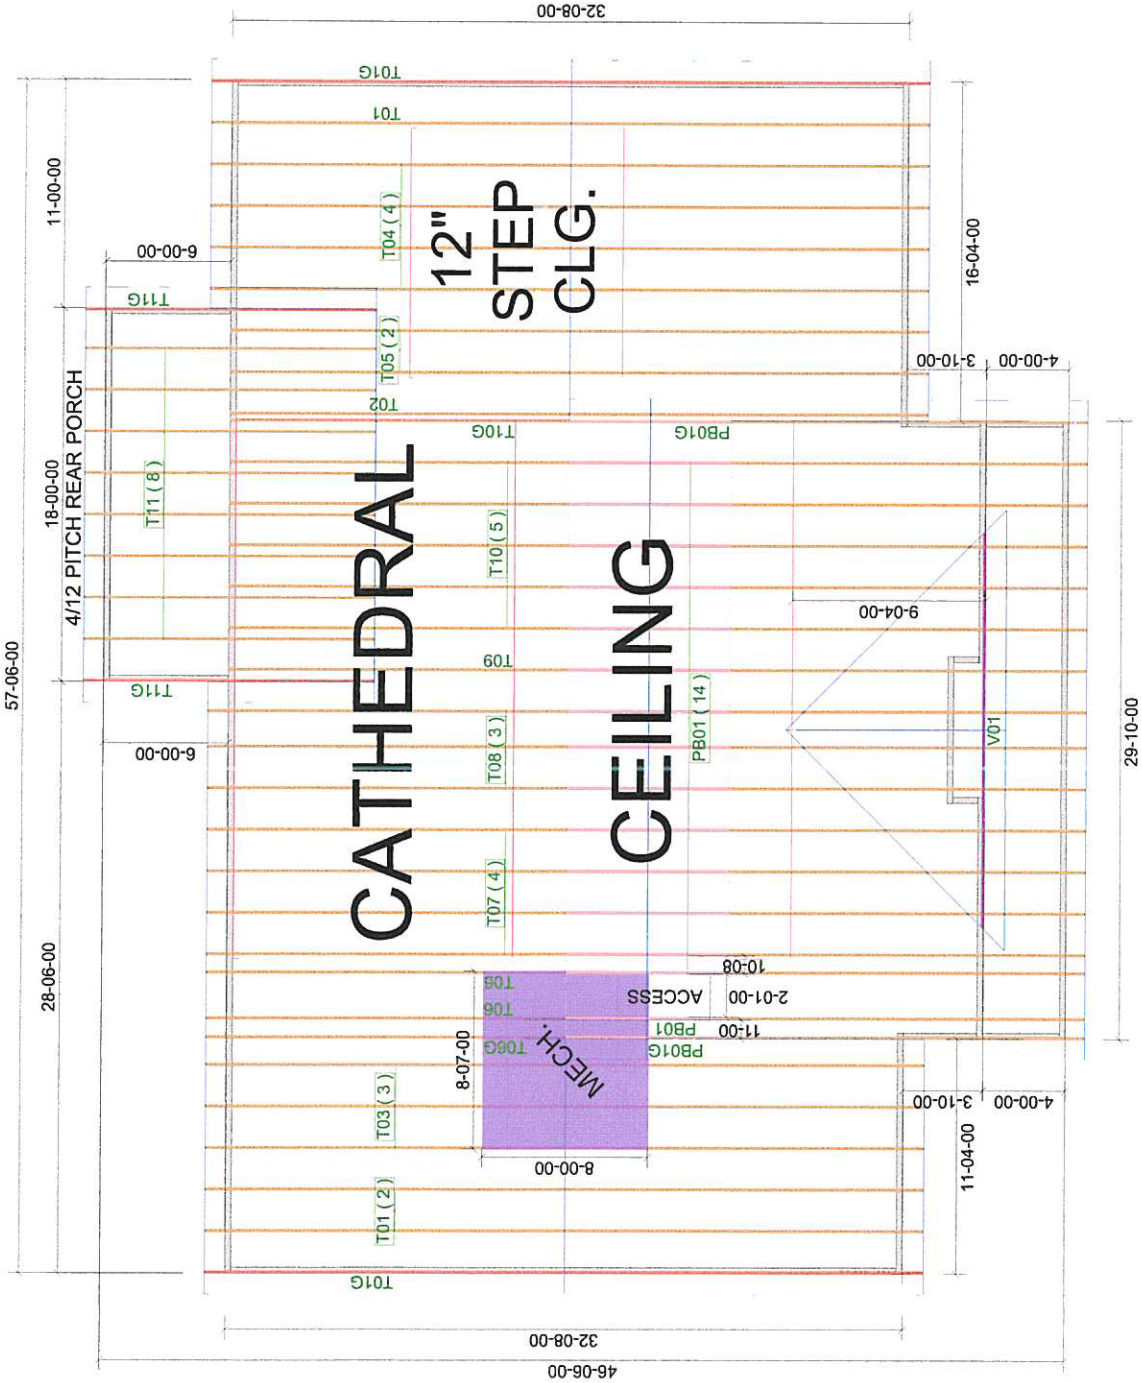 32-08-00
57-06-00
11-00-00
18-00-00
28-06-00
4/12 PITCH REAR PORCH
6-00-00
6-00-00
T11G
T11 ( 8 )
T11G
T01G
T01
T04 ( 4 )
T05 ( 2 )
T02
12"
STEP
CLG.
16-04-00
3-10-00
4-00-00
CATHEDRAL
CEILING
T10G
PB01G
T10 ( 5 )
T09
T08 ( 3 )
PB01 ( 14 )
T07 ( 4 )
9-04-00
V01
29-10-00
10-08
2-01-00
ACCESS
11-00
T06
T06
T06G
PB01
PB01G
MECH.
8-07-00
8-00-00
T03 ( 3 )
T01 ( 2 )
T01G
3-10-00
4-00-00
11-04-00
32-08-00
46-06-00